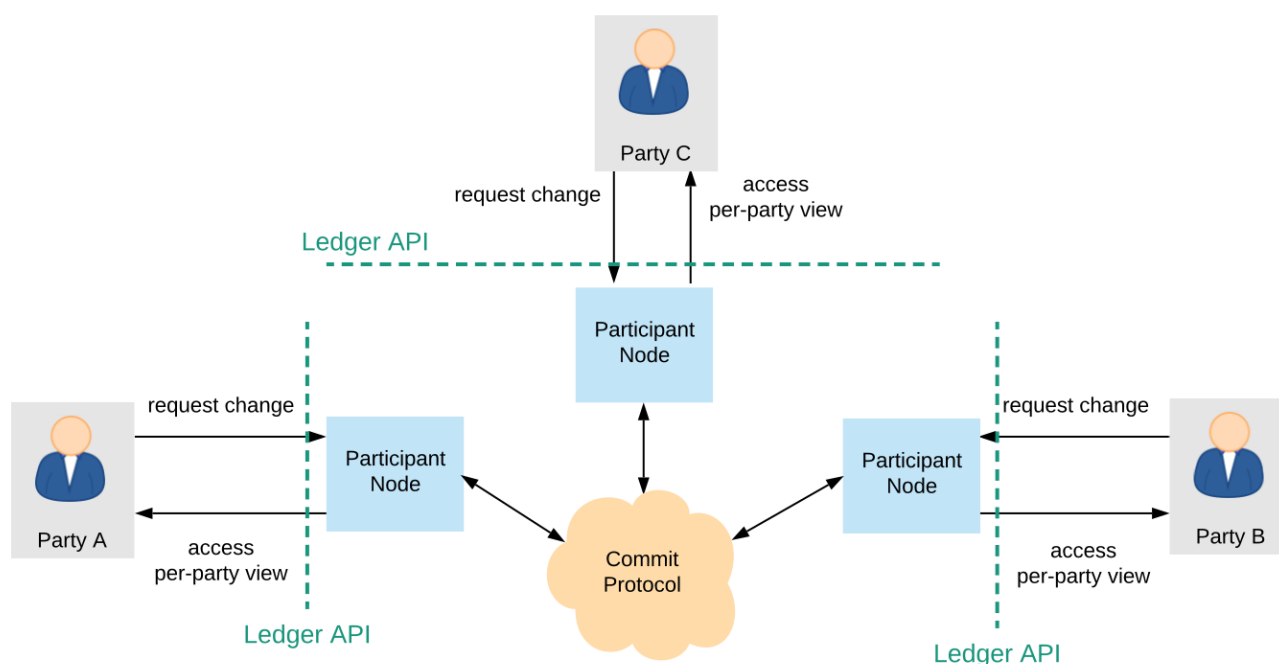 Party C
request change
access
per-party view
Ledger API
Participant
Node
request change
Participant
Node
Party A
access
per-party view
Ledger API
Commit
Protocol
request change
Participant
Node
Party B
access
per-party view
Ledger API